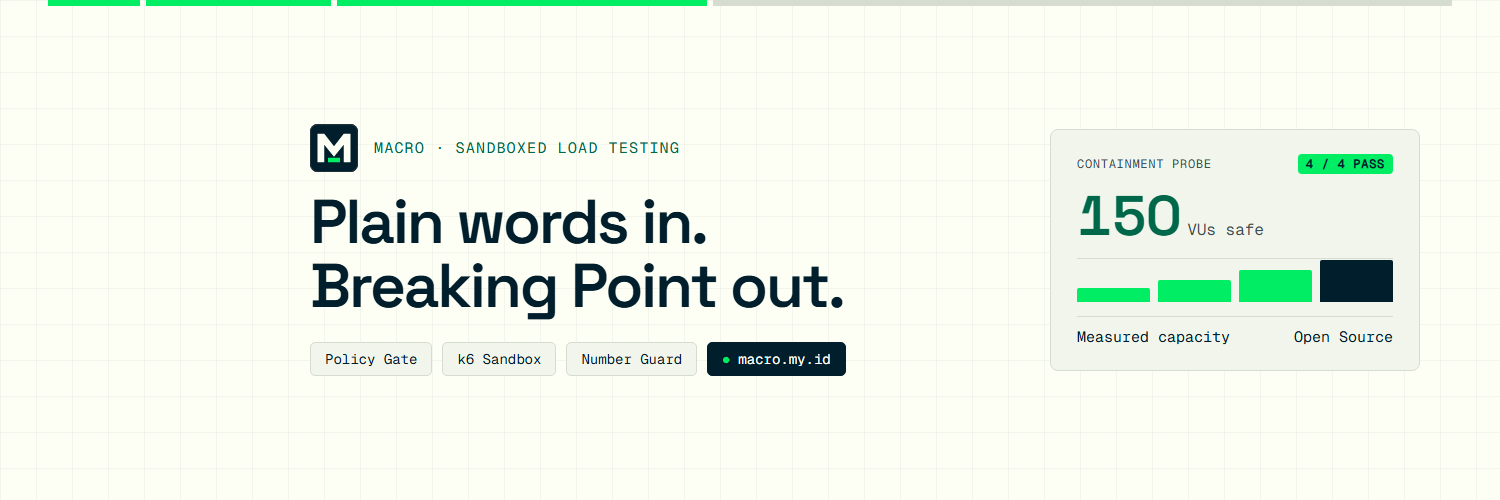 M
MACRO · SANDBOXED LOAD TESTING
Plain words in.
Breaking Point out.
Policy Gate
k6 Sandbox
Number Guard
macro.my.id
CONTAINMENT PROBE
4 / 4 PASS
150 VUs safe
Measured capacity
Open Source